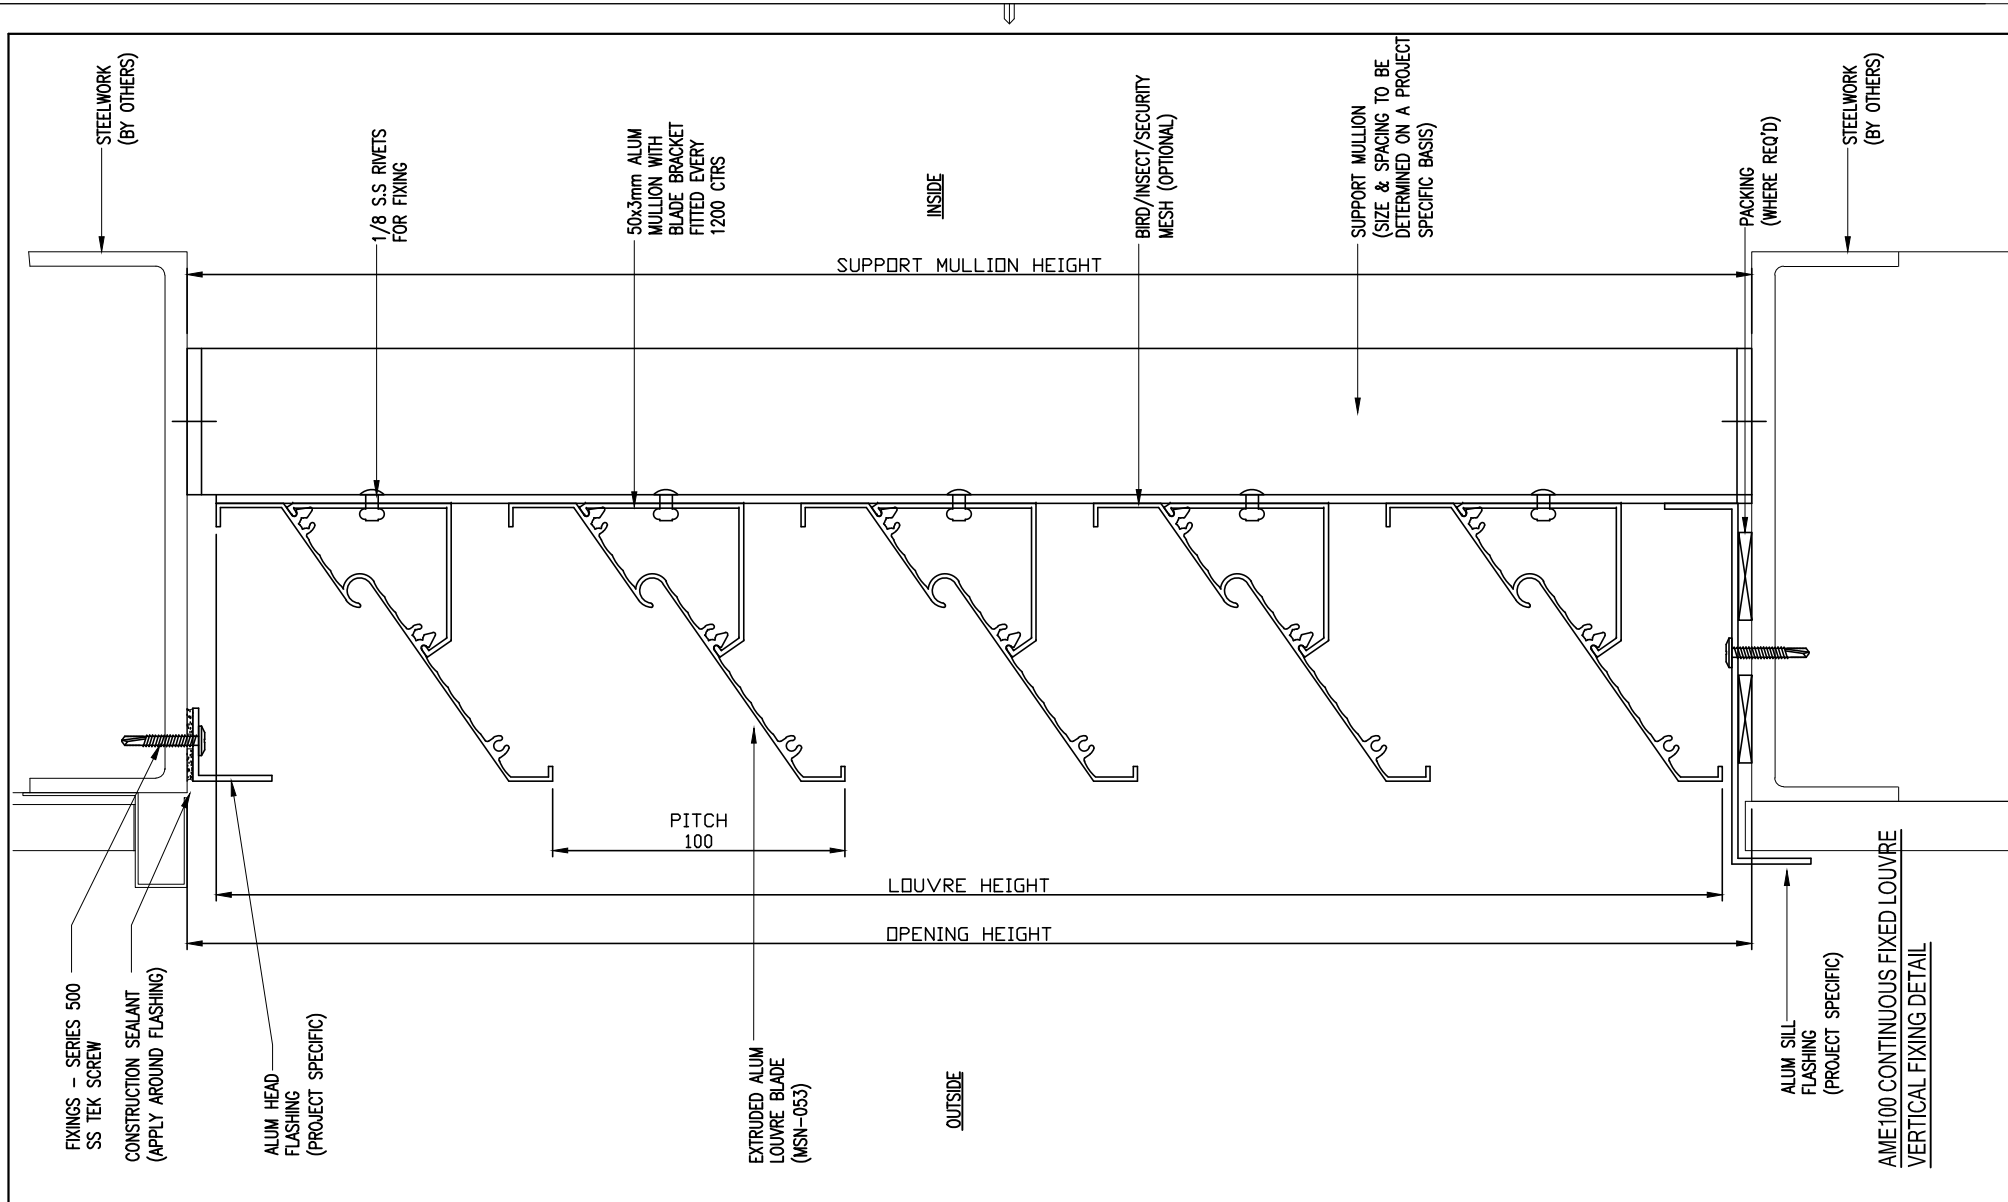 STEELWORK
(BY OTHERS)
1/8 S.S RIVETS
FOR FIXING
50x3mm ALUM
MULLION WITH
BLADE BRACKET
FITTED EVERY
1200 CTRS
INSIDE
BIRD/INSECT/SECURITY
MESH (OPTIONAL)
SUPPORT MULLION
(SIZE & SPACING TO BE
DETERMINED ON A PROJECT
SPECIFIC BASIS)
PACKING
(WHERE REQ'D)
STEELWORK
(BY OTHERS)
SUPPORT MULLION HEIGHT
PITCH
100
LOUVRE HEIGHT
OPENING HEIGHT
FIXINGS - SERIES 500
SS TEK SCREW
CONSTRUCTION SEALANT
(APPLY AROUND FLASHING)
ALUM HEAD
FLASHING
(PROJECT SPECIFIC)
EXTRUDED ALUM
LOUVRE BLADE
(MSN-053)
OUTSIDE
ALUM SILL
FLASHING
(PROJECT SPECIFIC)
AME100 CONTINUOUS FIXED LOUVRE
VERTICAL FIXING DETAIL